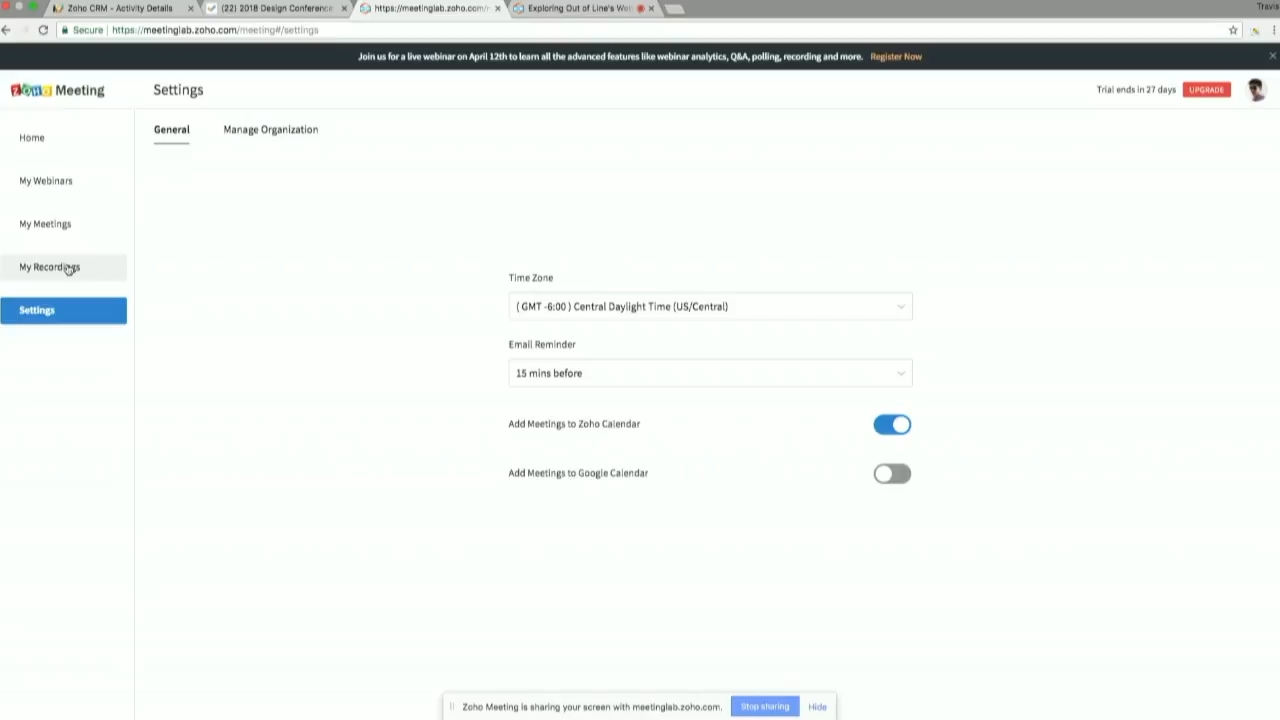 Zoho CRM - Activity Details
(22) 2018 Design Conference
https://meetinglab.zoho.com/
Exploring Out of Line's We
Travis
Secure
https://meetinglab.zoho.com/meeting#/settings
Join us for a live webinar on April 12th to learn all the advanced features like webinar analytics, Q&A, polling, recording and more. Register Now
ZOHO Meeting
Settings
Trial ends in 27 days
UPGRADE
Home
My Webinars
My Meetings
My Recordings
Settings
General
Manage Organization
Time Zone
( GMT -6:00 ) Central Daylight Time (US/Central)
Email Reminder
15 mins before
Add Meetings to Zoho Calendar
Add Meetings to Google Calendar
Zoho Meeting is sharing your screen with meetinglab.zoho.com.
Stop sharing
Hide